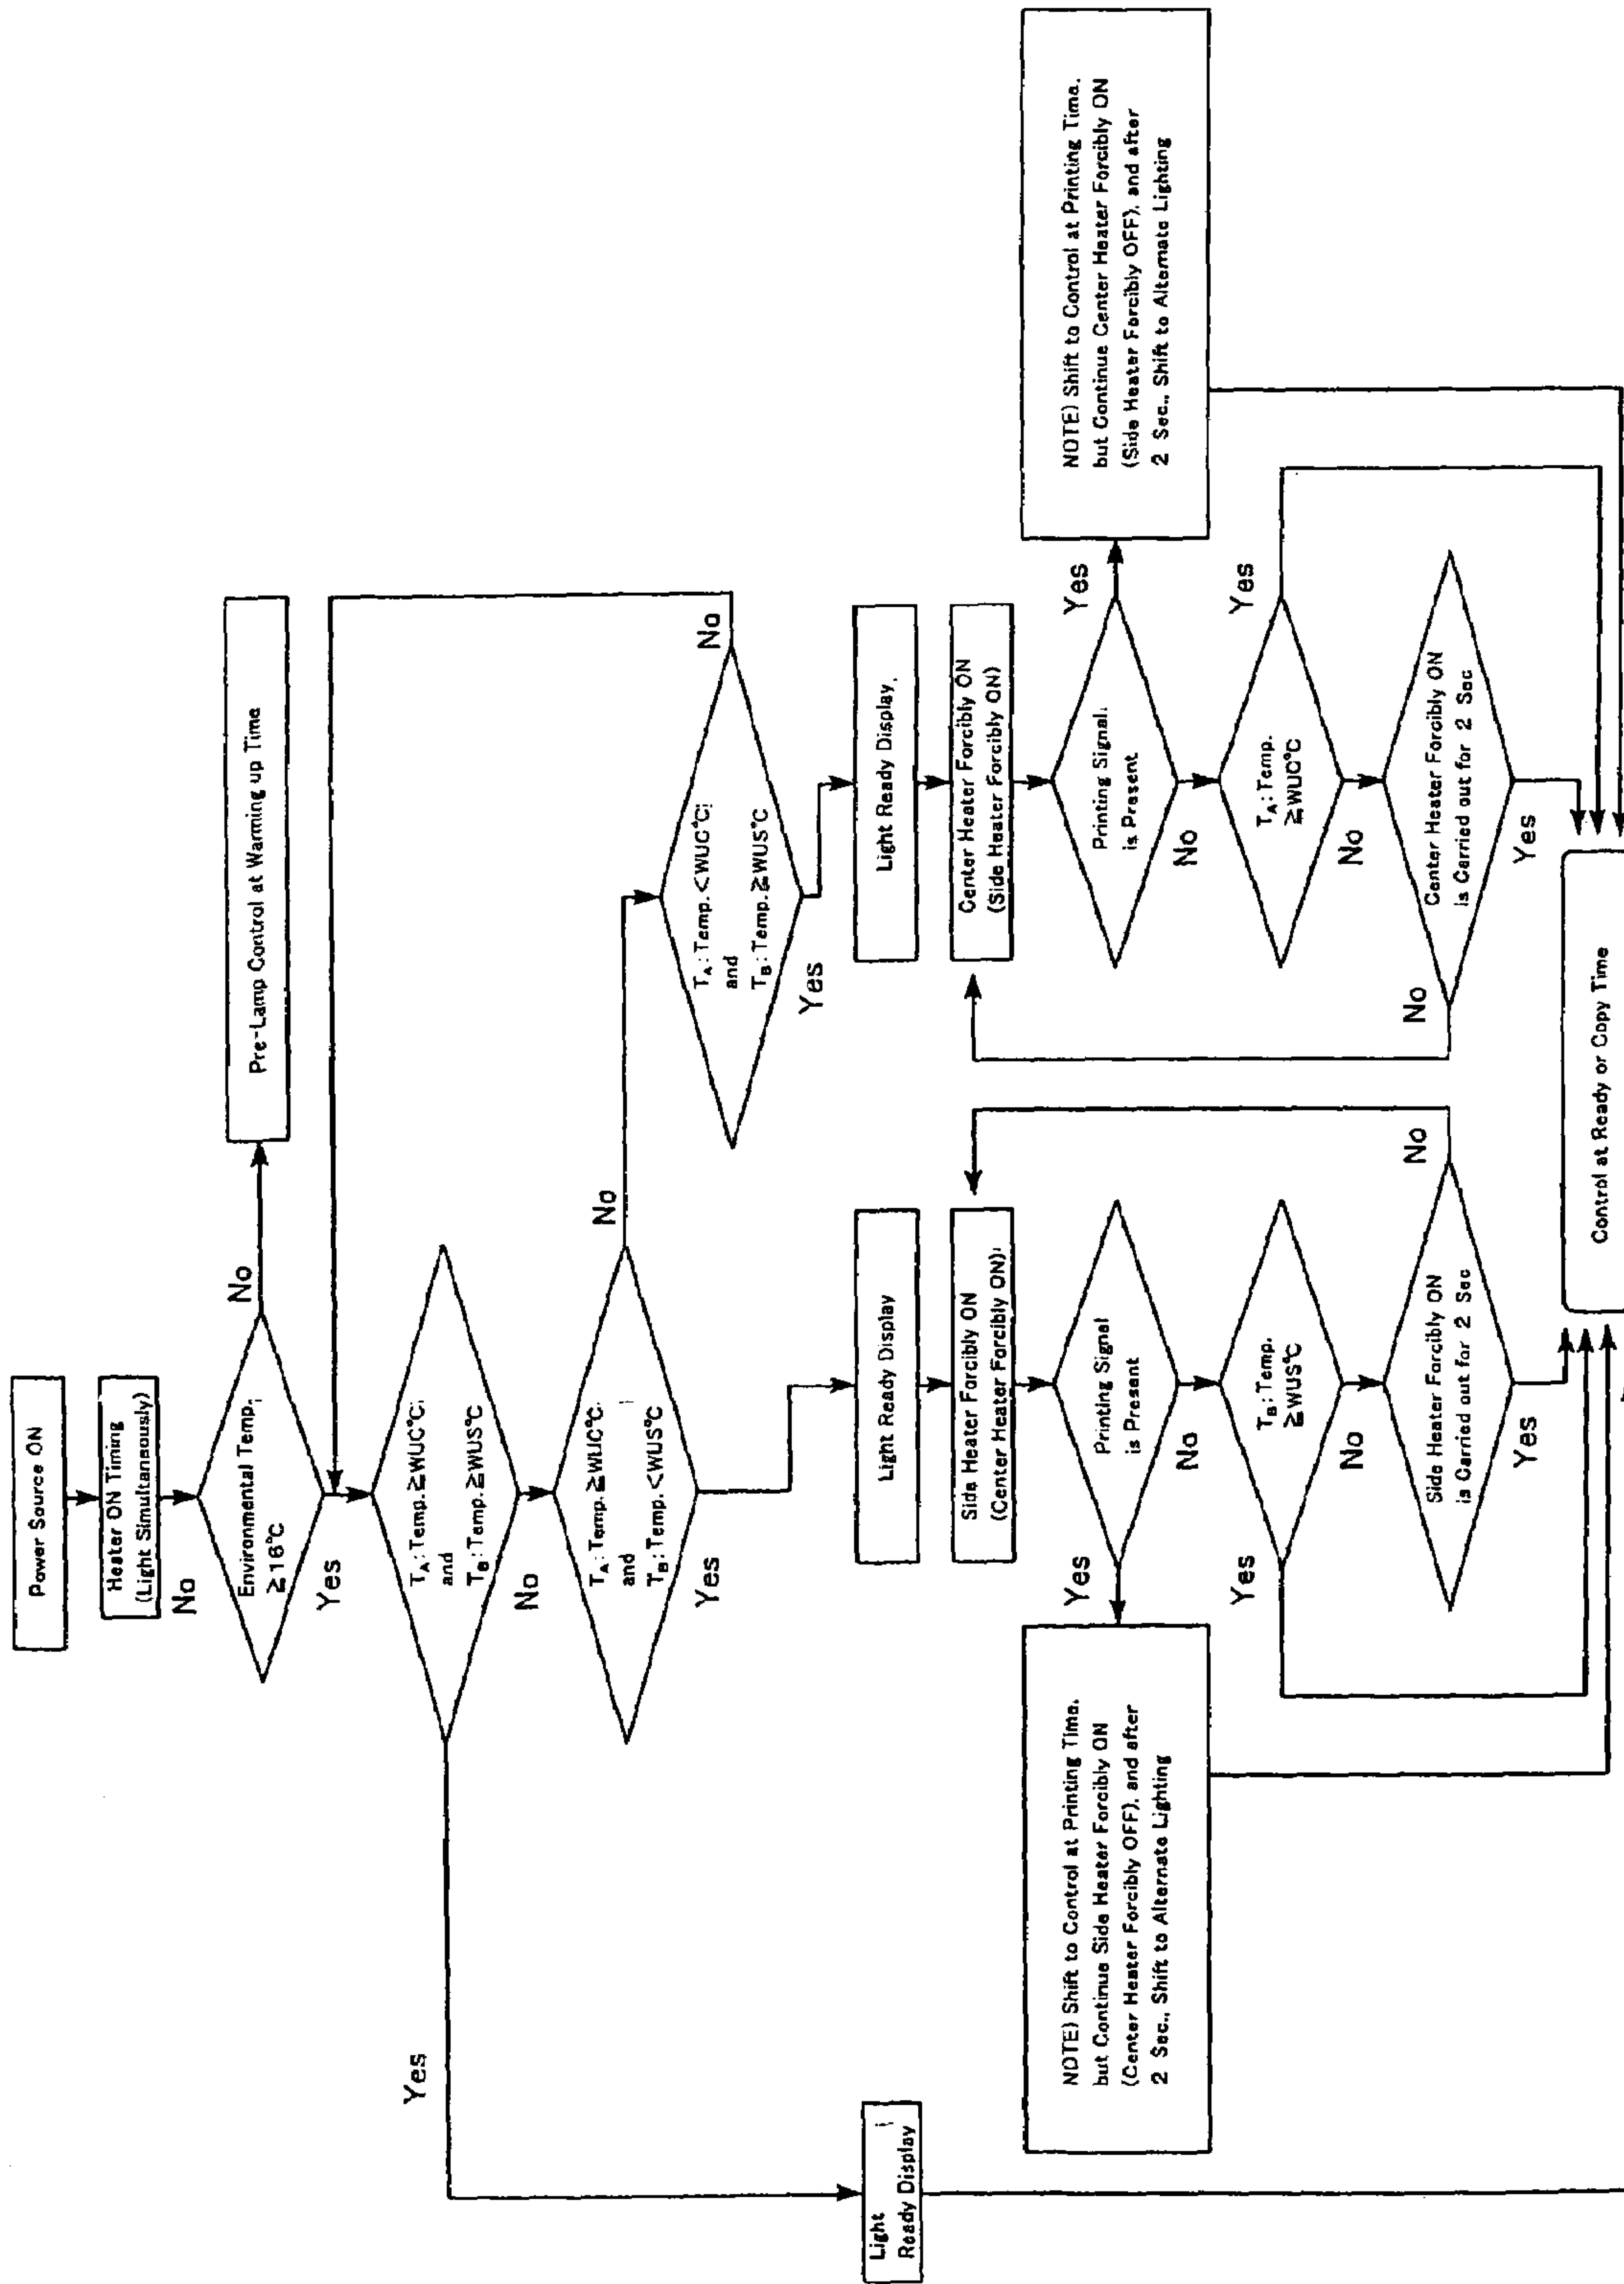 Power Source ON
Heater ON Timing
(Light Simultaneously)
No
Environmental Temp.
≧16°C
No
Pre-Lamp Control at Warming up Time
Yes
T_A: Temp. ≧WUC°C
and
T_B: Temp. ≧WUS°C
Yes
No
T_A: Temp. ≧WUC°C
and
T_B: Temp. <WUS°C
No
Yes
T_A: Temp. <WUC°C
and
T_B: Temp. ≧WUS°C
No
Yes
Light
Ready Display
Light Ready Display
Side Heater Forcibly ON
(Center Heater Forcibly ON)
Printing Signal
is Present
Yes
No
NOTE) Shift to Control at Printing Time.
but Continue Side Heater Forcibly ON
(Center Heater Forcibly OFF), and after
2 Sec., Shift to Alternate Lighting
T_B: Temp.
≧WUS°C
Yes
No
Side Heater Forcibly ON
is Carried out for 2 Sec
No
Yes
Light Ready Display
Center Heater Forcibly ON
(Side Heater Forcibly ON)
Printing Signal
is Present
Yes
No
NOTE) Shift to Control at Printing Time.
but Continue Center Heater Forcibly ON
(Side Heater Forcibly OFF), and after
2 Sec., Shift to Alternate Lighting
T_A: Temp.
≧WUC°C
Yes
No
Center Heater Forcibly ON
is Carried out for 2 Sec
No
Yes
Control at Ready or Copy Time